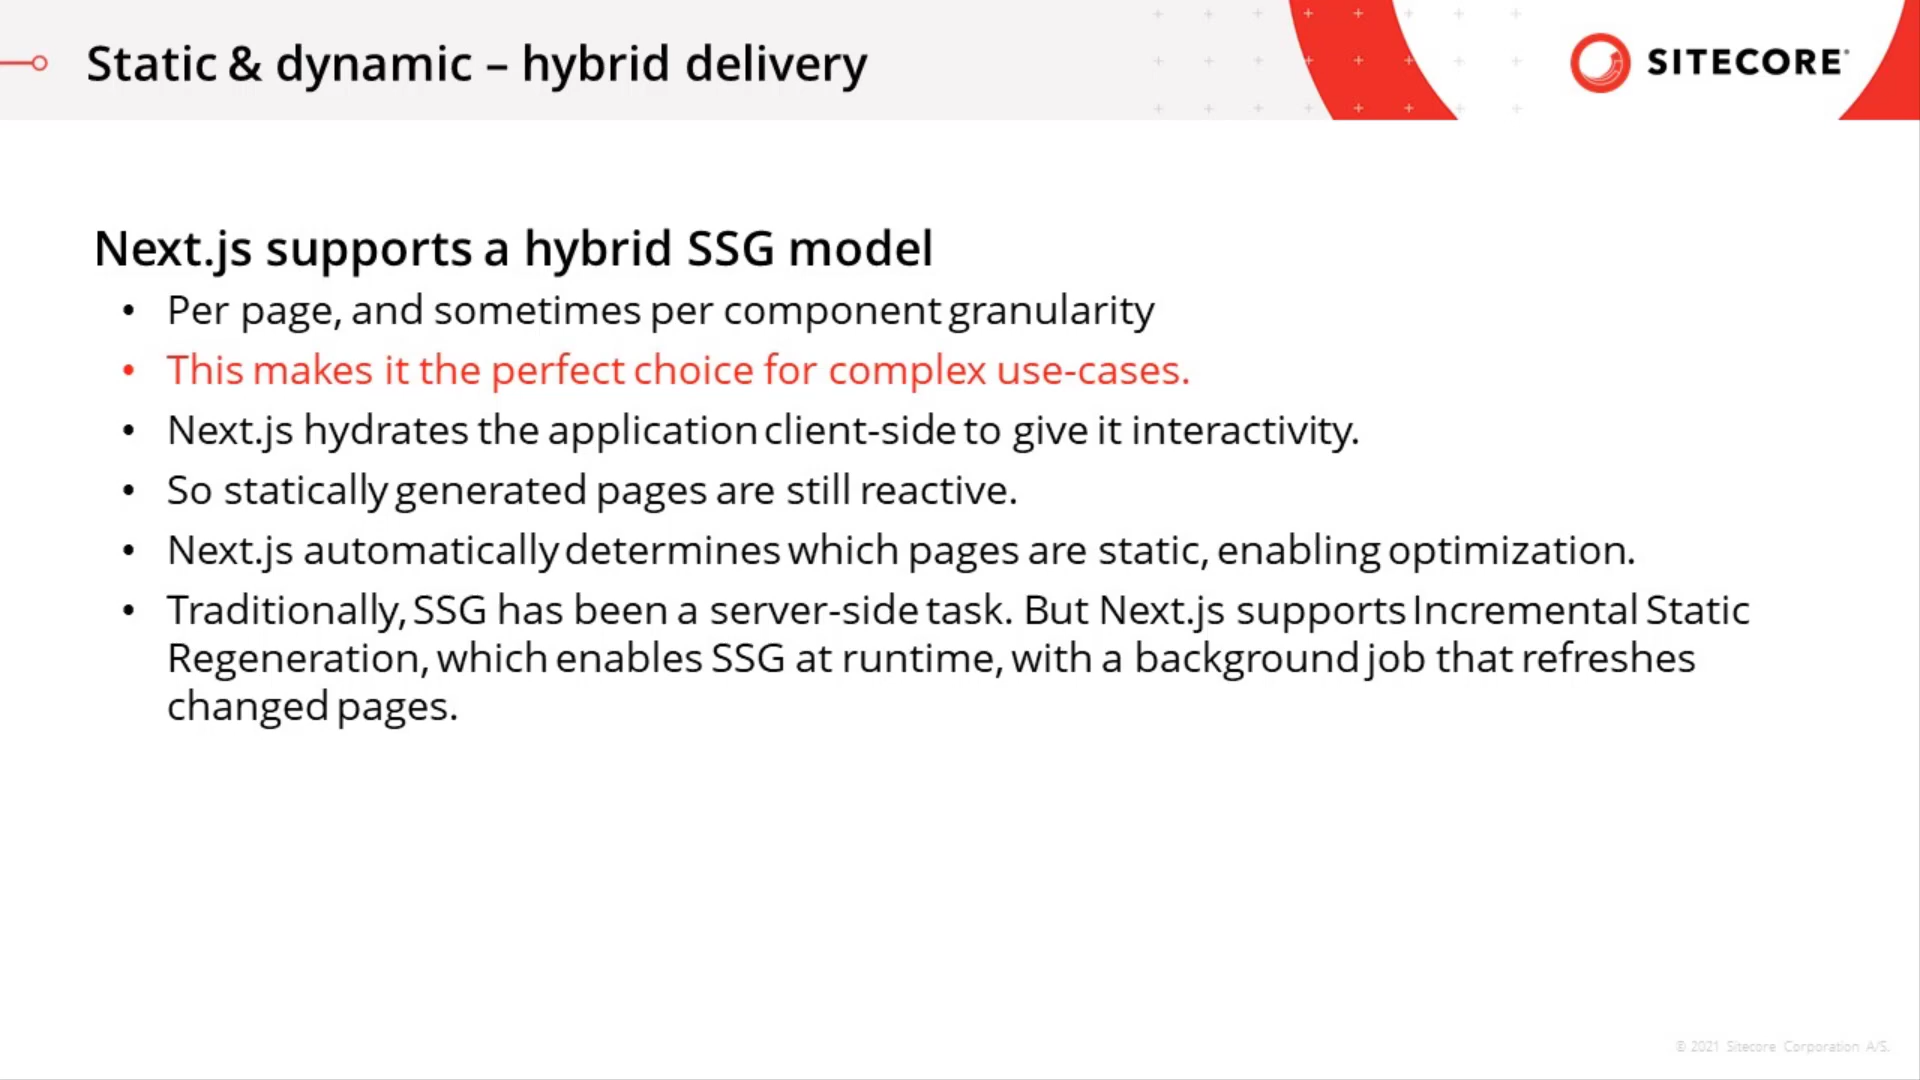 Static & dynamic – hybrid delivery
SITECORE
Next.js supports a hybrid SSG model
• Per page, and sometimes per component granularity
• This makes it the perfect choice for complex use-cases.
• Next.js hydrates the application client-side to give it interactivity.
• So statically generated pages are still reactive.
• Next.js automatically determines which pages are static, enabling optimization.
• Traditionally, SSG has been a server-side task. But Next.js supports Incremental Static
Regeneration, which enables SSG at runtime, with a background job that refreshes
changed pages.
© 2021 Sitecore Corporation A/S.